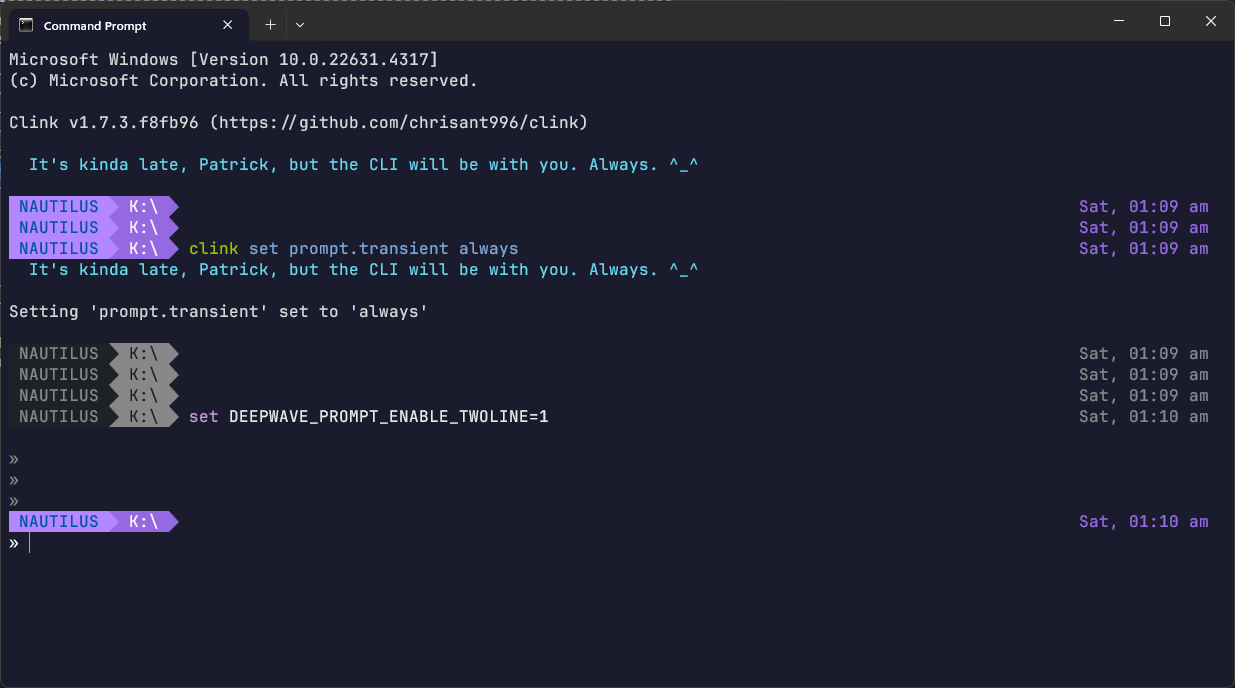 Command Prompt
Microsoft Windows [Version 10.0.22631.4317]
(c) Microsoft Corporation. All rights reserved.
Clink v1.7.3.f8fb96 (https://github.com/chrisant996/clink)
It's kinda late, Patrick, but the CLI will be with you. Always. ^_^
NAUTILUS K:\ Sat, 01:09 am
NAUTILUS K:\ Sat, 01:09 am
NAUTILUS K:\ clink set prompt.transient always Sat, 01:09 am
It's kinda late, Patrick, but the CLI will be with you. Always. ^_^
Setting 'prompt.transient' set to 'always'
NAUTILUS K:\ Sat, 01:09 am
NAUTILUS K:\ Sat, 01:09 am
NAUTILUS K:\ Sat, 01:09 am
NAUTILUS K:\ set DEEPWAVE_PROMPT_ENABLE_TWOLINE=1 Sat, 01:10 am
»
»
»
NAUTILUS K:\ Sat, 01:10 am
»